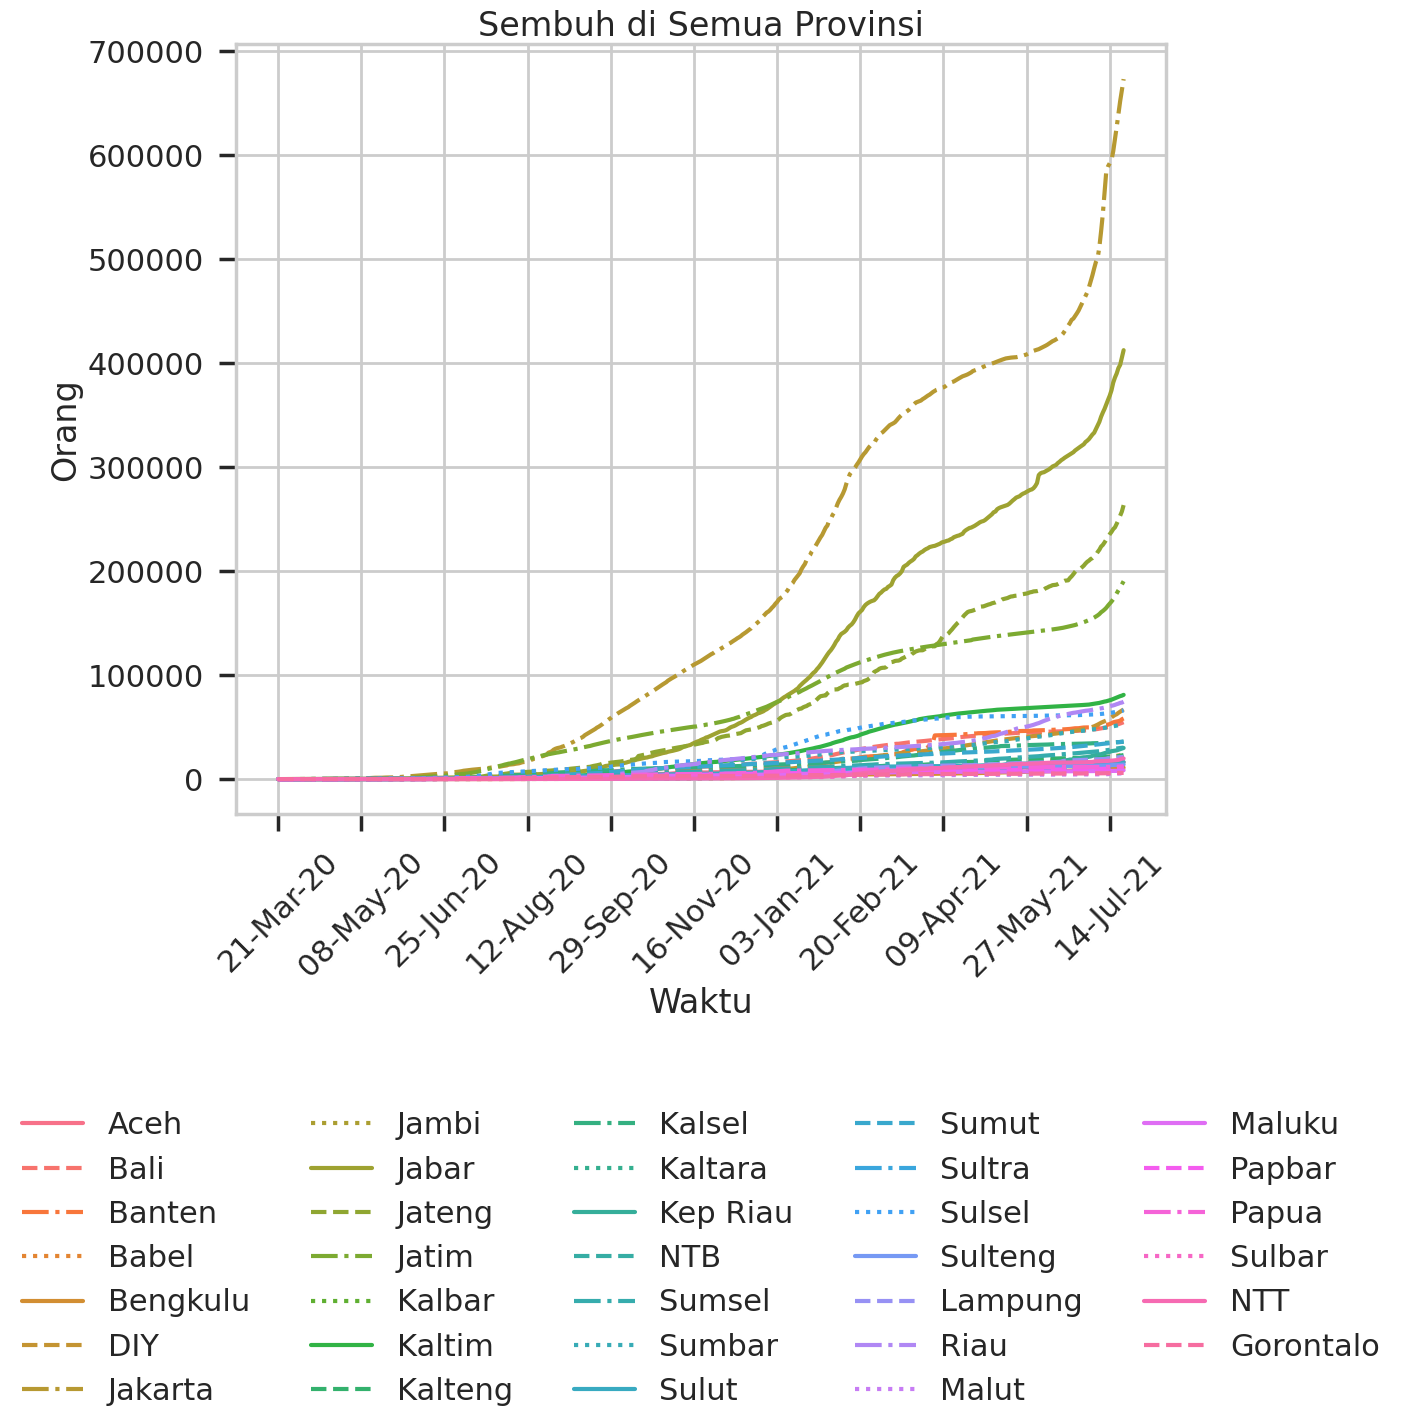 Sembuh di Semua Provinsi
700000
600000
500000
400000
300000
200000
100000
0
Orang
21-Mar-20
08-May-20
25-Jun-20
12-Aug-20
29-Sep-20
16-Nov-20
03-Jan-21
20-Feb-21
09-Apr-21
27-May-21
14-Jul-21
Waktu
Aceh
Bali
Banten
Babel
Bengkulu
DIY
Jakarta
Jambi
Jabar
Jateng
Jatim
Kalbar
Kaltim
Kalteng
Kalsel
Kaltara
Kep Riau
NTB
Sumsel
Sumbar
Sulut
Sumut
Sultra
Sulsel
Sulteng
Lampung
Riau
Malut
Maluku
Papbar
Papua
Sulbar
NTT
Gorontalo